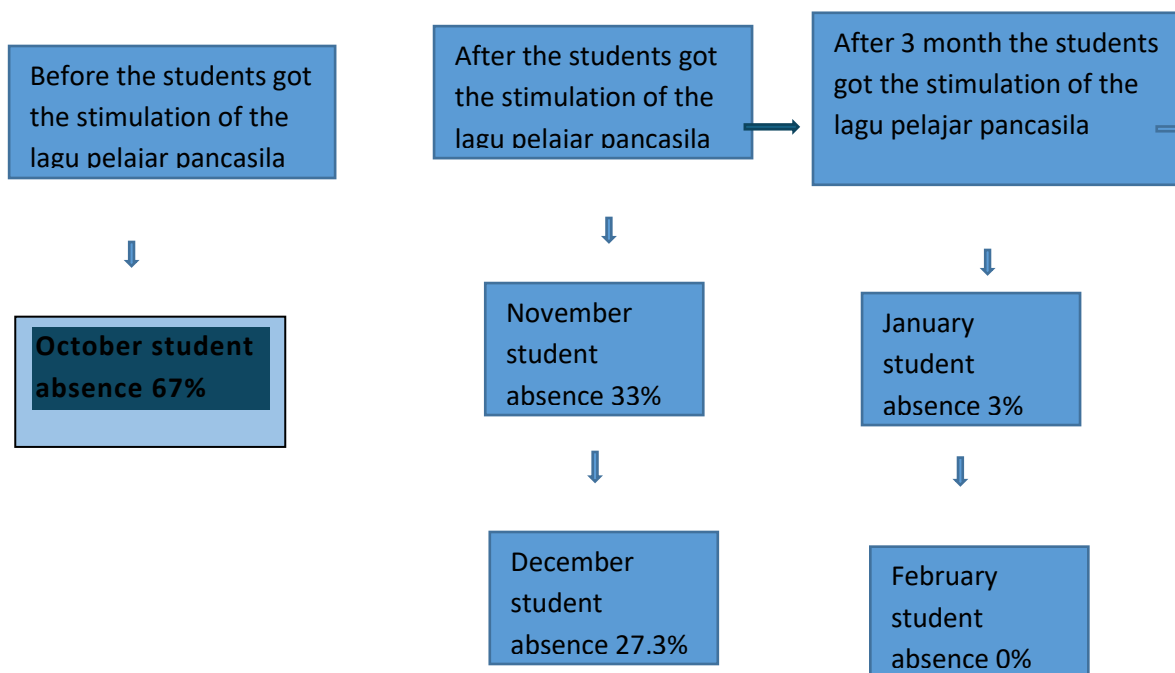 Before the students got
the stimulation of the
lagu pelajar pancasila
October student
absence 67%
After the students got
the stimulation of the
lagu pelajar pancasila
November
student
absence 33%
December
student
absence 27.3%
After 3 month the students
got the stimulation of the
lagu pelajar pancasila
January
student
absence 3%
February
student
absence 0%